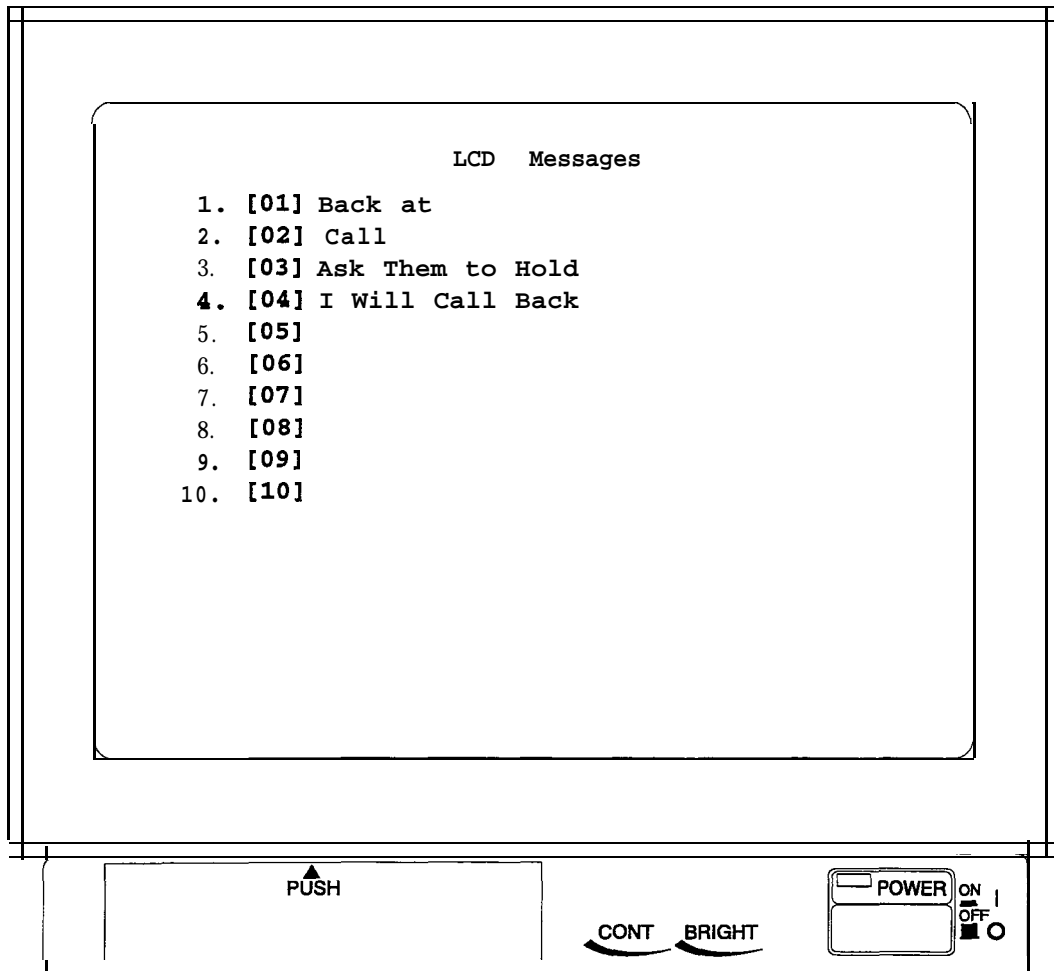 LCD Messages
1. [01] Back at
2. [02] Call
3. [03] Ask Them to Hold
4. [04] I Will Call Back
5. [05]
6. [06]
7. [07]
8. [08]
9. [09]
10. [10]
PUSH
CONT BRIGHT
POWER
ON
OFF